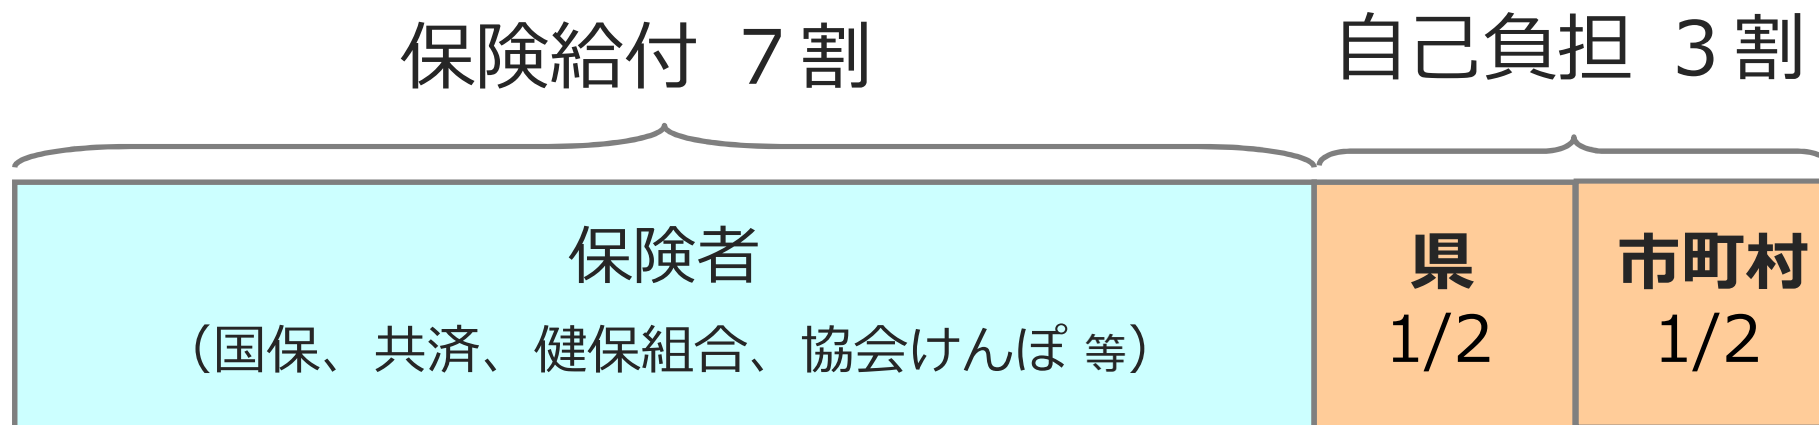 保険給付 ７割
自己負担 ３割
保険者
（国保、共済、健保組合、協会けんぽ 等）
県
1/2
市町村
1/2